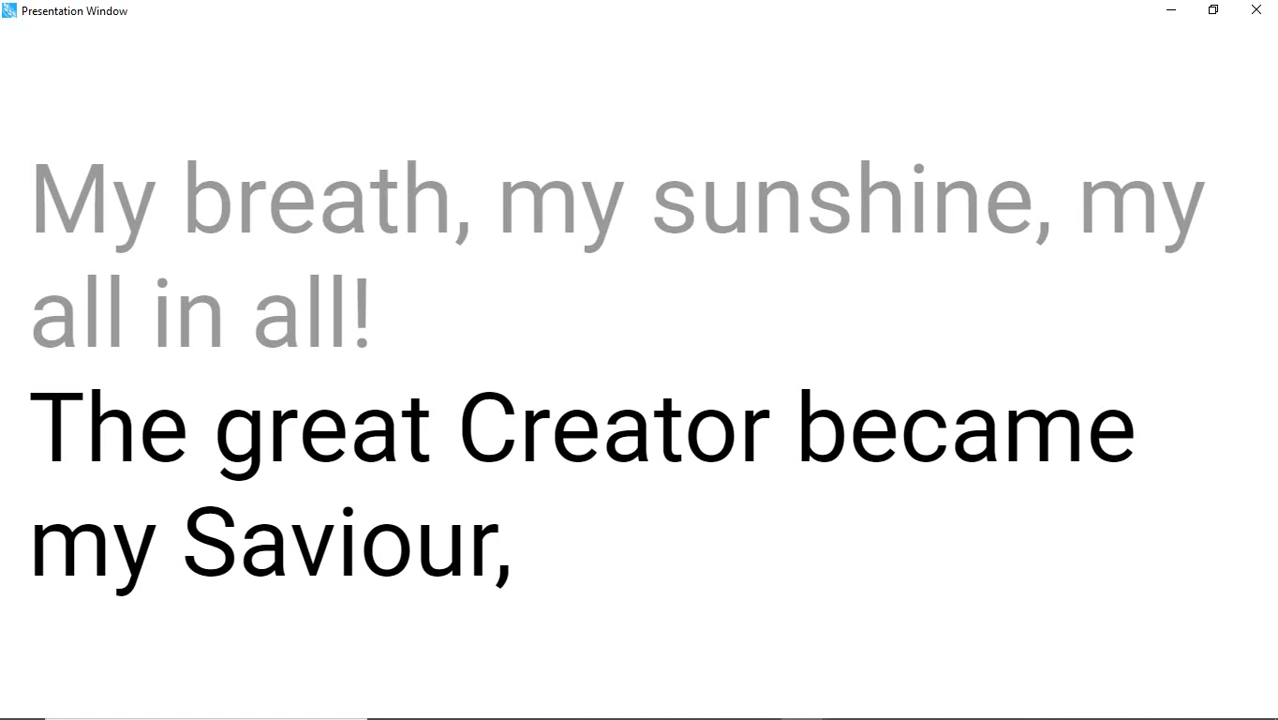 Presentation Window
My breath, my sunshine, my
all in all!
The great Creator became
my Saviour,